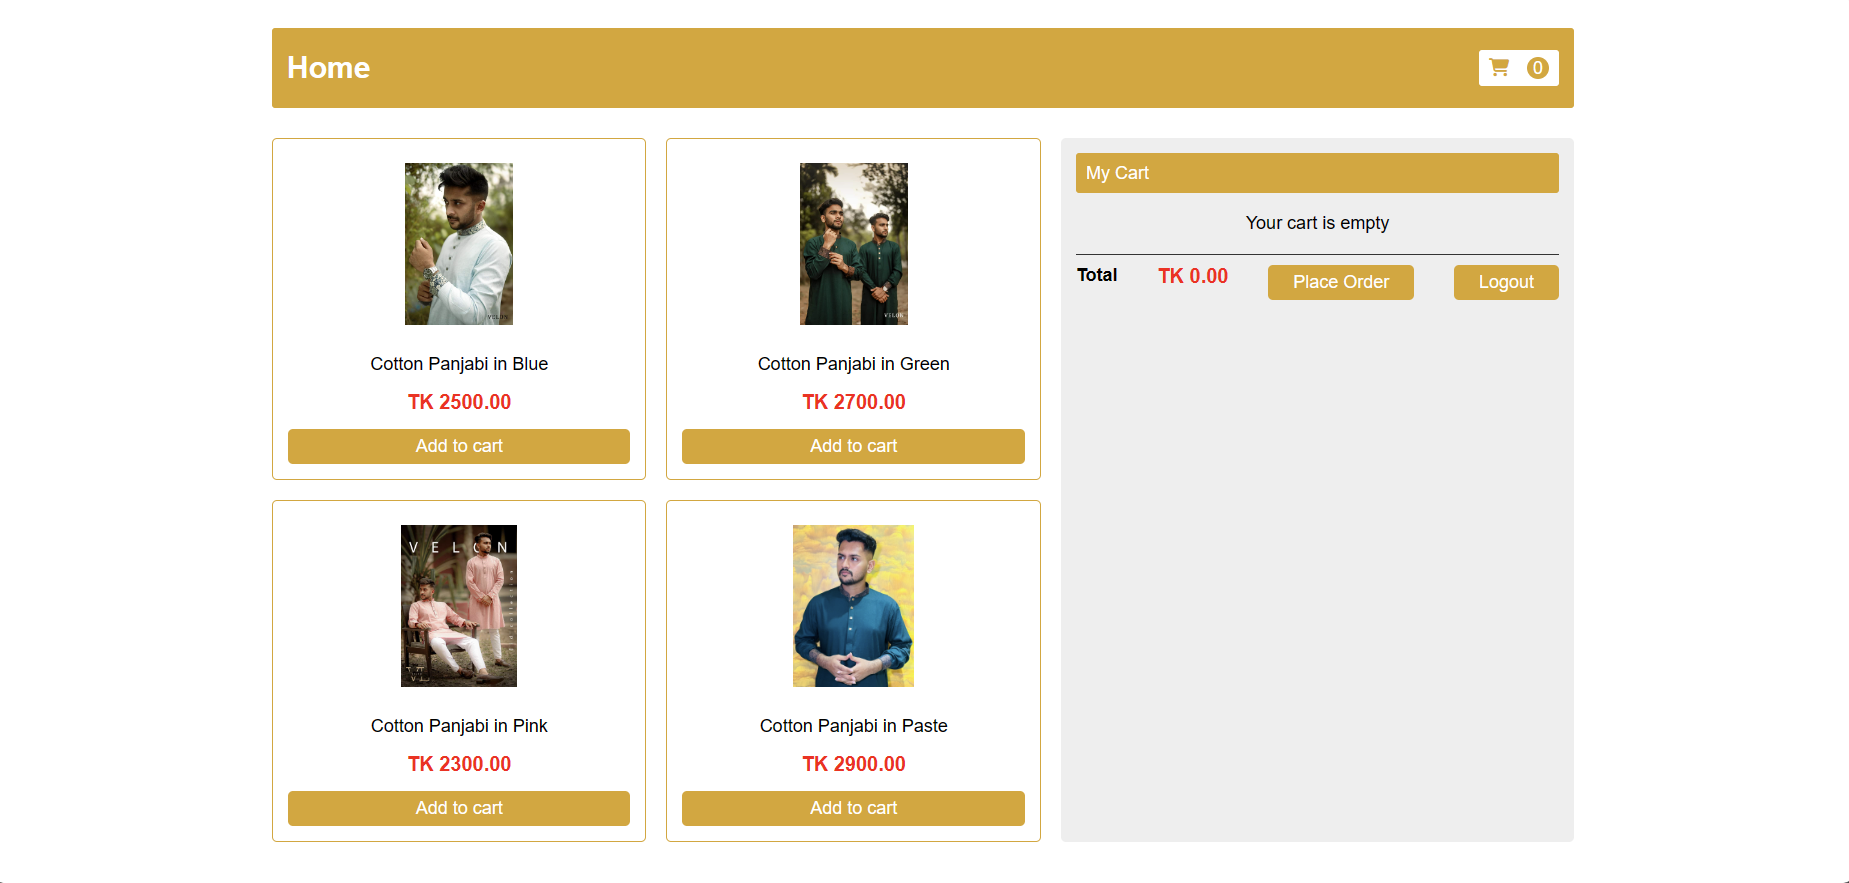 Home
0
VELON
Cotton Panjabi in Blue
TK 2500.00
Add to cart
VELON
Cotton Panjabi in Green
TK 2700.00
Add to cart
VELON
Cotton Panjabi in Pink
TK 2300.00
Add to cart
Cotton Panjabi in Paste
TK 2900.00
Add to cart
My Cart
Your cart is empty
Total TK 0.00 Place Order Logout